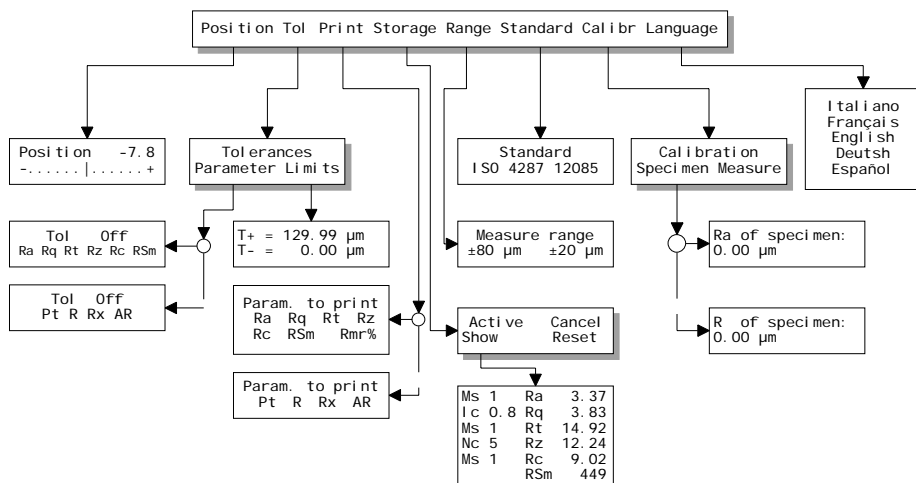 Position Tol Print Storage Range Standard Calibr Language
Italiano
Français
English
Deutsh
Español
Position -7.8
-......|......+
Tolerances
Parameter Limits
Standard
ISO 4287 12085
Calibration
Specimen Measure
Tol Off
Ra Rq Rt Rz Rc RSm
T+ = 129.99 µm
T- = 0.00 µm
Measure range
±80 µm ±20 µm
Ra of specimen:
0.00 µm
Tol Off
Pt R Rx AR
Param. to print
Ra Rq Rt Rz
Rc RSm Rmr%
Active Cancel
Show Reset
R of specimen:
0.00 µm
Param. to print
Pt R Rx AR
Ms 1 Ra 3.37
Ic 0.8 Rq 3.83
Ms 1 Rt 14.92
Nc 5 Rz 12.24
Ms 1 Rc 9.02
RSm 449